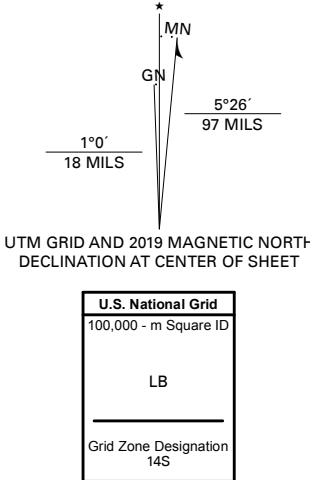 MN
GN
5°26´
97 MILS
1°0´
18 MILS
UTM GRID AND 2019 MAGNETIC NORTH
DECLINATION AT CENTER OF SHEET
U.S. National Grid
100,000 - m Square ID
LB
Grid Zone Designation
14S